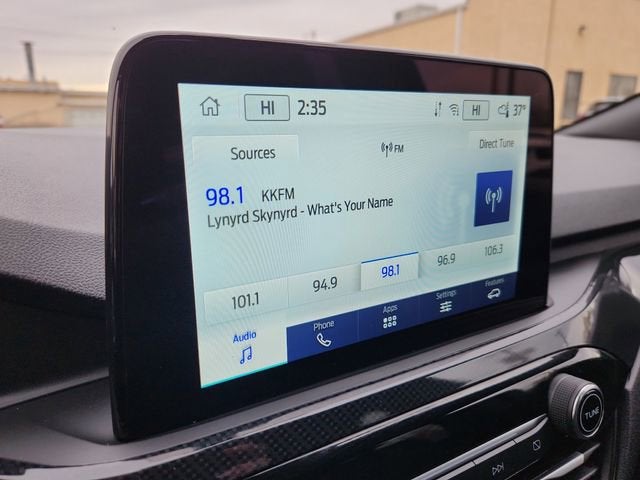 HI 2:35 HI 37°
Sources FM Direct Tune
98.1 KKFM
Lynyrd Skynyrd - What's Your Name
101.1 94.9 98.1 96.9 106.3
Audio Phone Apps Settings Features
TUNE